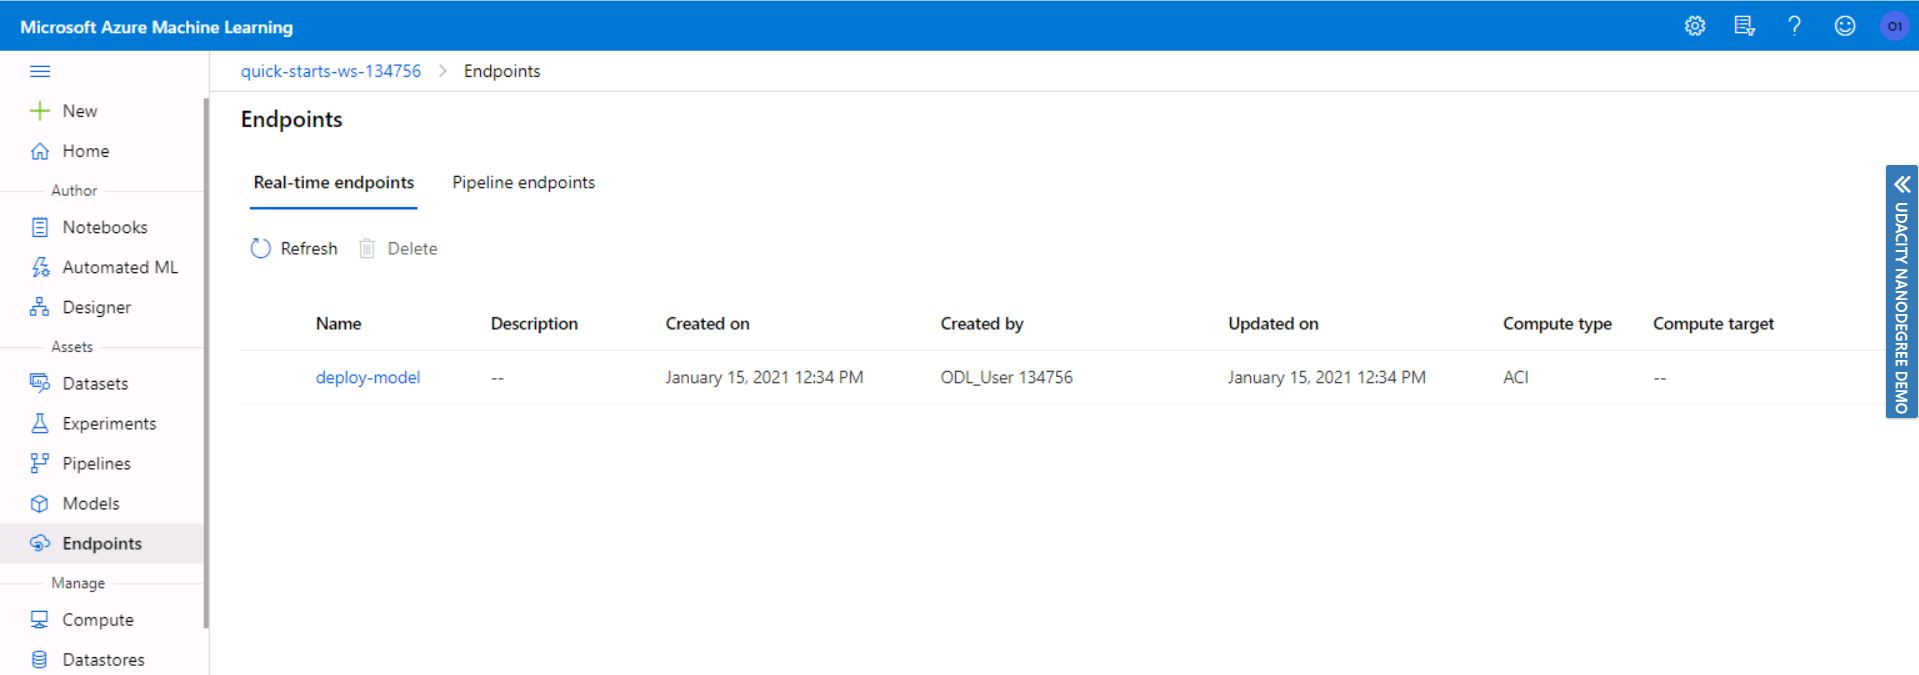 Microsoft Azure Machine Learning
?
O1
quick-starts-ws-134756 > Endpoints
New
Home
Author
Notebooks
Automated ML
Designer
Assets
Datasets
Experiments
Pipelines
Models
Endpoints
Manage
Compute
Datastores
Endpoints
Real-time endpoints Pipeline endpoints
Refresh Delete
Name Description Created on Created by Updated on Compute type Compute target
deploy-model -- January 15, 2021 12:34 PM ODL_User 134756 January 15, 2021 12:34 PM ACI --
UDACITY NANODEGREE DEMO